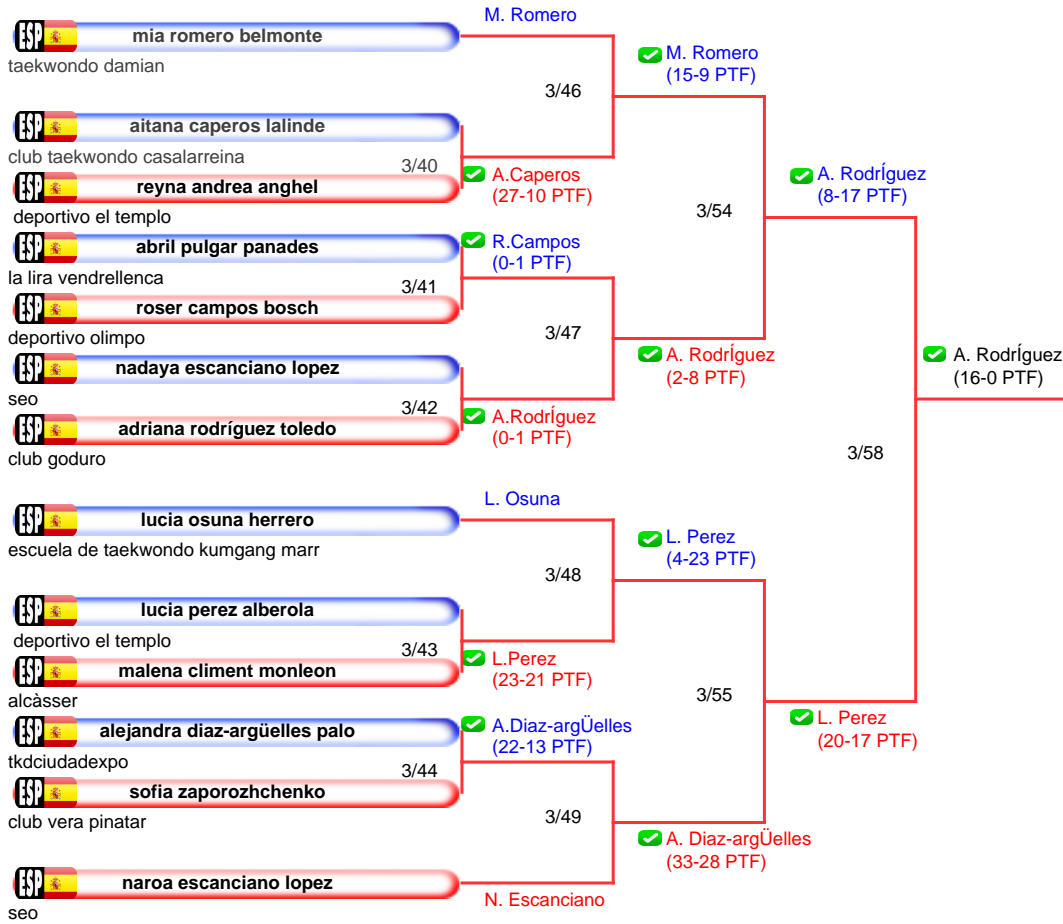 M. Romero
ESP mia romero belmonte
taekwondo damian
M. Romero
(15-9 PTF)
3/46
ESP aitana caperos lalinde
club taekwondo casalarreina
3/40
A.Caperos
(27-10 PTF)
ESP reyna andrea anghel
deportivo el templo
A. RodrÍguez
(8-17 PTF)
3/54
ESP abril pulgar panades
la lira vendrellenca
R.Campos
(0-1 PTF)
3/41
ESP roser campos bosch
deportivo olimpo
3/47
A. RodrÍguez
(2-8 PTF)
A. RodrÍguez
(16-0 PTF)
ESP nadaya escanciano lopez
seo
3/42
A.RodrÍguez
(0-1 PTF)
ESP adriana rodríguez toledo
club goduro
3/58
L. Osuna
ESP lucia osuna herrero
escuela de taekwondo kumgang marr
L. Perez
(4-23 PTF)
3/48
ESP lucia perez alberola
deportivo el templo
3/43
L.Perez
(23-21 PTF)
ESP malena climent monleon
alcàsser
3/55
L. Perez
(20-17 PTF)
ESP alejandra diaz-argüelles palo
tkdciudadexpo
A.Diaz-argÜelles
(22-13 PTF)
3/44
ESP sofia zaporozhchenko
club vera pinatar
3/49
A. Diaz-argÜelles
(33-28 PTF)
ESP naroa escanciano lopez
seo
N. Escanciano